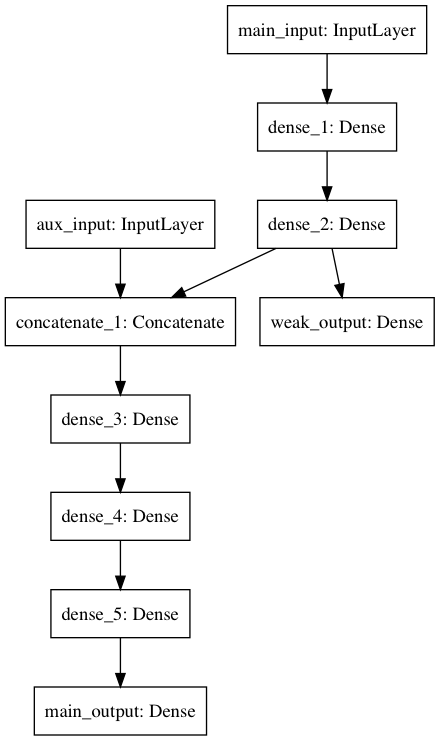 main_input: InputLayer
dense_1: Dense
aux_input: InputLayer
dense_2: Dense
concatenate_1: Concatenate
weak_output: Dense
dense_3: Dense
dense_4: Dense
dense_5: Dense
main_output: Dense